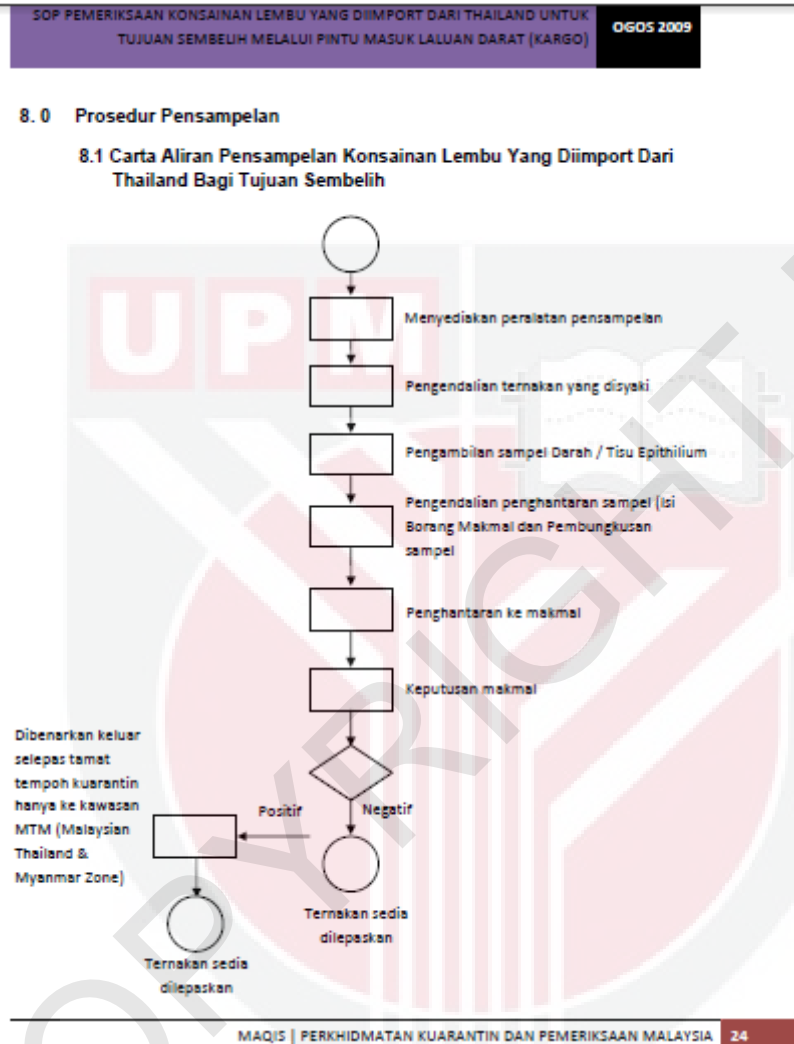 SOP PEMERIKSAAN KONSAINAN LEMBU YANG DIIMPORT DARI THAILAND UNTUK
TUJUAN SEMBELIH MELALUI PINTU MASUK LALUAN DARAT (KARGO)
OGOS 2009
8. 0 Prosedur Pensampelan
8.1 Carta Aliran Pensampelan Konsainan Lembu Yang Diimport Dari
Thailand Bagi Tujuan Sembelih
UPM
Menyediakan peralatan pensampelan
Pengendalian ternakan yang disyaki
Pengambilan sampel Darah / Tisu Epithilium
Pengendalian penghantaran sampel (Isi
Borang Makmal dan Pembungkusan
sampel
Penghantaran ke makmal
Keputusan makmal
Dibenarkan keluar
selepas tamat
tempoh kuarantin
hanya ke kawasan
MTM (Malaysian
Thailand &
Myanmar Zone)
Positif
Negatif
Ternakan sedia
dilepaskan
Ternakan sedia
dilepaskan
COPYRIGHT
MAQIS | PERKHIDMATAN KUARANTIN DAN PEMERIKSAAN MALAYSIA 24